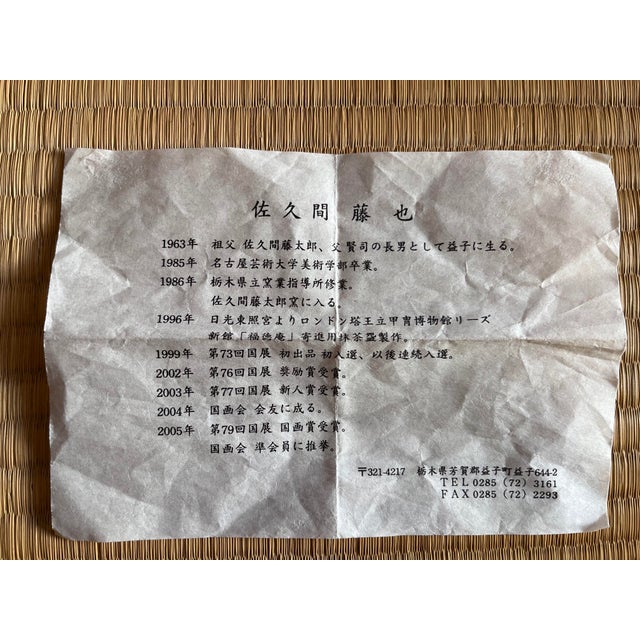 佐久間 藤也
1963年 祖父 佐久間藤太郎、父 賢司の長男として益子に生る。
1985年 名古屋芸術大学美術学部卒業。
1986年 栃木県立窯業指導所修業。
佐久間藤太郎窯に入る。
1996年 日光東照宮よりロンドン塔王立甲冑博物館リーズ
新館「福徳庵」寄進用抹茶盌製作。
1999年 第73回国展 初出品 初入選、以後連続入選。
2002年 第76回国展 奨励賞受賞。
2003年 第77回国展 新人賞受賞。
2004年 国画会 会友に成る。
2005年 第79回国展 国画賞受賞。
国画会 準会員に推挙。
〒321-4217 栃木県芳賀郡益子町益子644-2
TEL 0285 (72) 3161
FAX 0285 (72) 2293